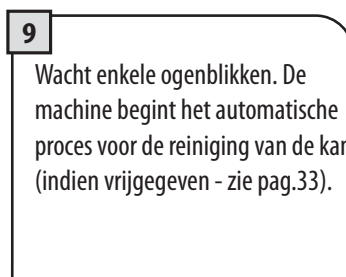 9
Wacht enkele ogenblikken. De
machine begint het automatische
proces voor de reiniging van de kan
(indien vrijgegeven - zie pag.33).